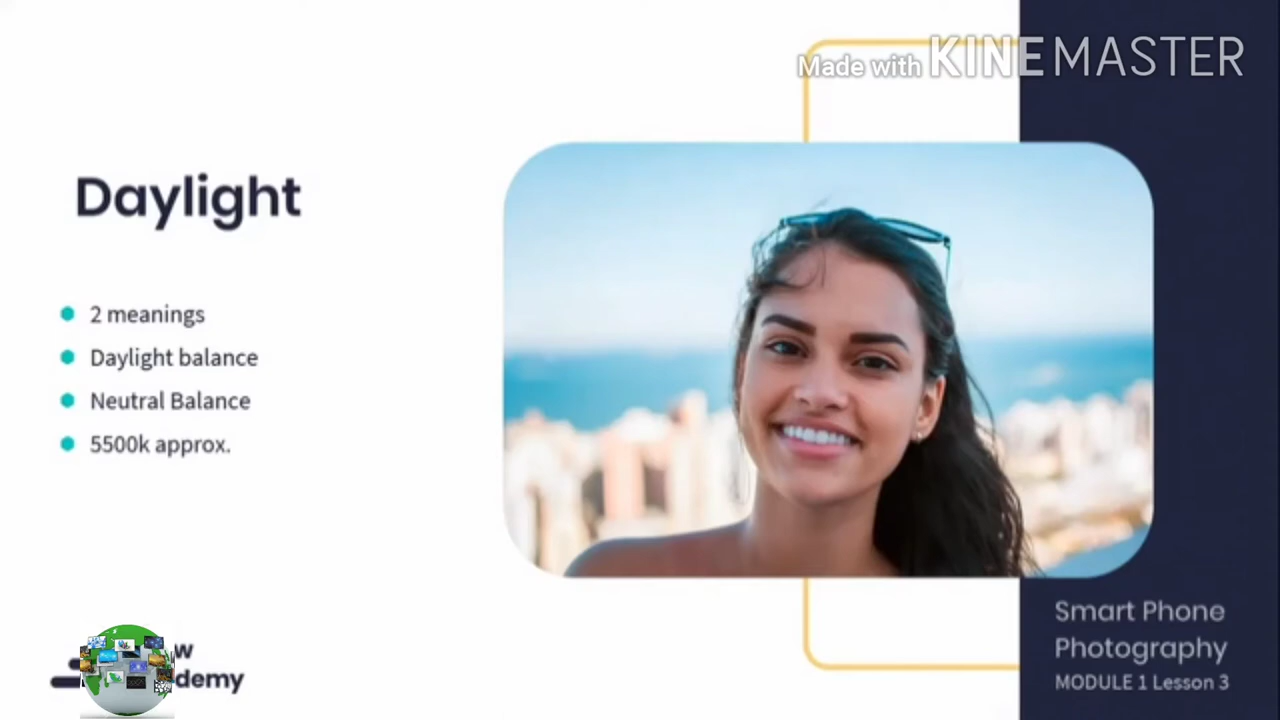 Made with KINEMASTER
Daylight
2 meanings
Daylight balance
Neutral Balance
5500k approx.
Smart Phone
Photography
MODULE 1 Lesson 3